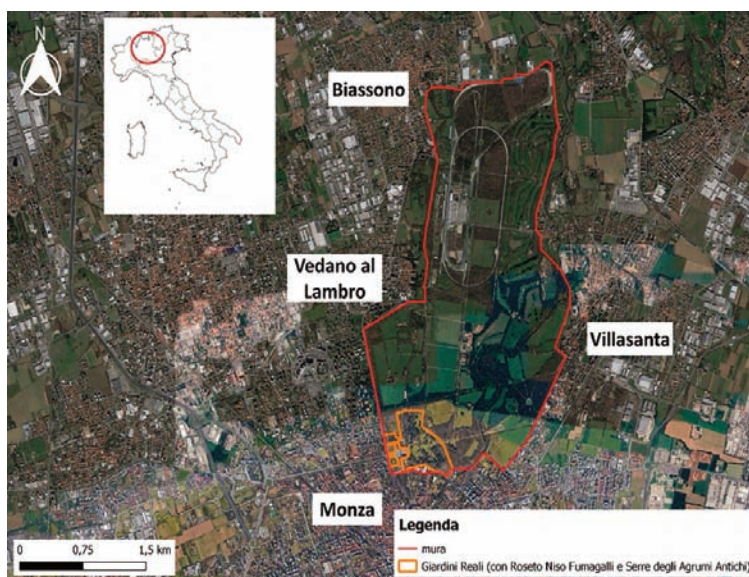 N
Biassono
Vedano al
Lambro
Villasanta
Monza
0 0,75 1,5 km
Legenda
mura
Giardini Reali (con Roseto Niso Fumagalli e Serre degli Agrumi Antichi)